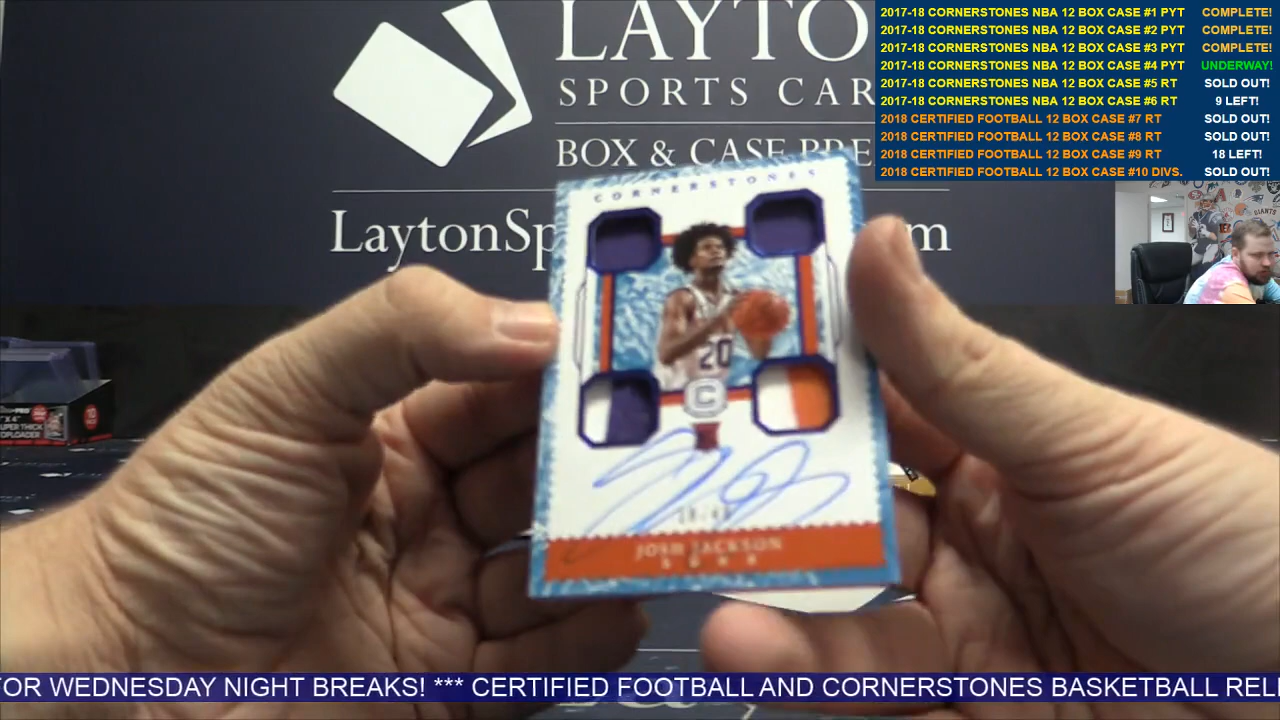 LAYTO
SPORTS CAR
BOX & CASE BRE
LaytonSp
m
2017-18 CORNERSTONES NBA 12 BOX CASE #1 PYT COMPLETE!
2017-18 CORNERSTONES NBA 12 BOX CASE #2 PYT COMPLETE!
2017-18 CORNERSTONES NBA 12 BOX CASE #3 PYT COMPLETE!
2017-18 CORNERSTONES NBA 12 BOX CASE #4 PYT UNDERWAY!
2017-18 CORNERSTONES NBA 12 BOX CASE #5 RT SOLD OUT!
2017-18 CORNERSTONES NBA 12 BOX CASE #6 RT 9 LEFT!
2018 CERTIFIED FOOTBALL 12 BOX CASE #7 RT SOLD OUT!
2018 CERTIFIED FOOTBALL 12 BOX CASE #8 RT SOLD OUT!
2018 CERTIFIED FOOTBALL 12 BOX CASE #9 RT 18 LEFT!
2018 CERTIFIED FOOTBALL 12 BOX CASE #10 DIVS. SOLD OUT!
GIANTS
CORNERSTONES
20
C
JOSH JACKSON
SUNS
UPER THICK
OPLOADER
FOR WEDNESDAY NIGHT BREAKS! *** CERTIFIED FOOTBALL AND CORNERSTONES BASKETBALL REL